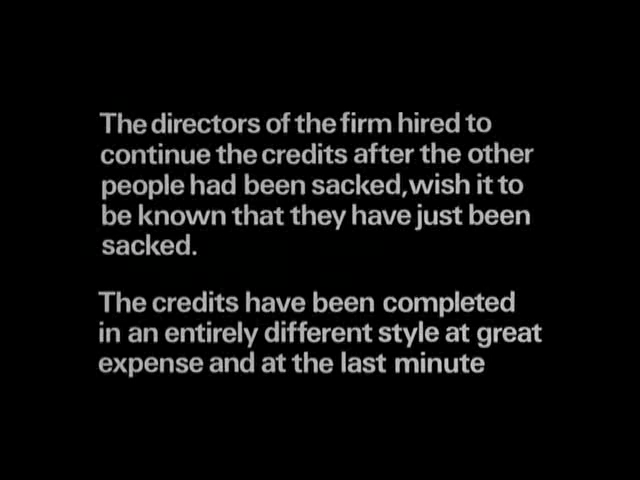 The directors of the firm hired to
continue the credits after the other
people had been sacked, wish it to
be known that they have just been
sacked.
The credits have been completed
in an entirely different style at great
expense and at the last minute